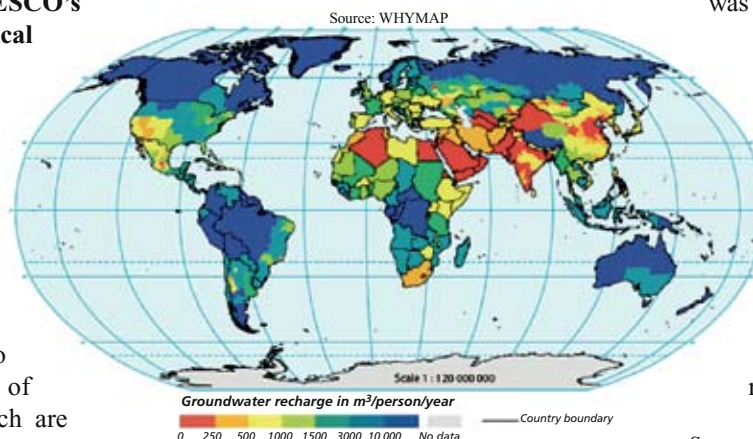 ESCO's
ical
was
Source: WHYMAP
o
of
ch are
Scale 1 : 120 000 000
Groundwater recharge in m³/person/year
0 250 500 1000 1500 3000 10 000 No data
Country boundary